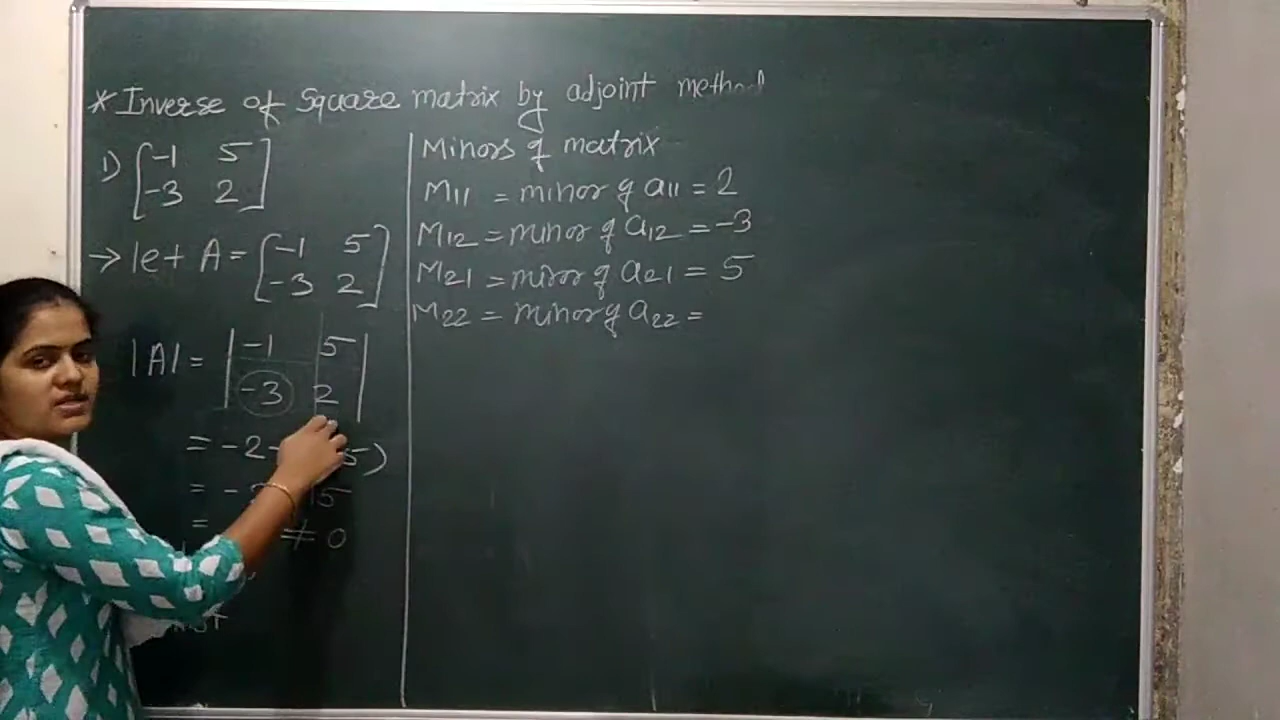 * Inverse of Square matrix by adjoint method
1) [-1 5
-3 2]
→ let A = [-1 5
-3 2]
|A| = |-1 5
-3 2|
= -2 - 5)
= - 15
= ≠ 0
Minors of matrix
M11 = minor of a11 = 2
M12 = minor of a12 = -3
M21 = minor of a21 = 5
M22 = minor of a22 =